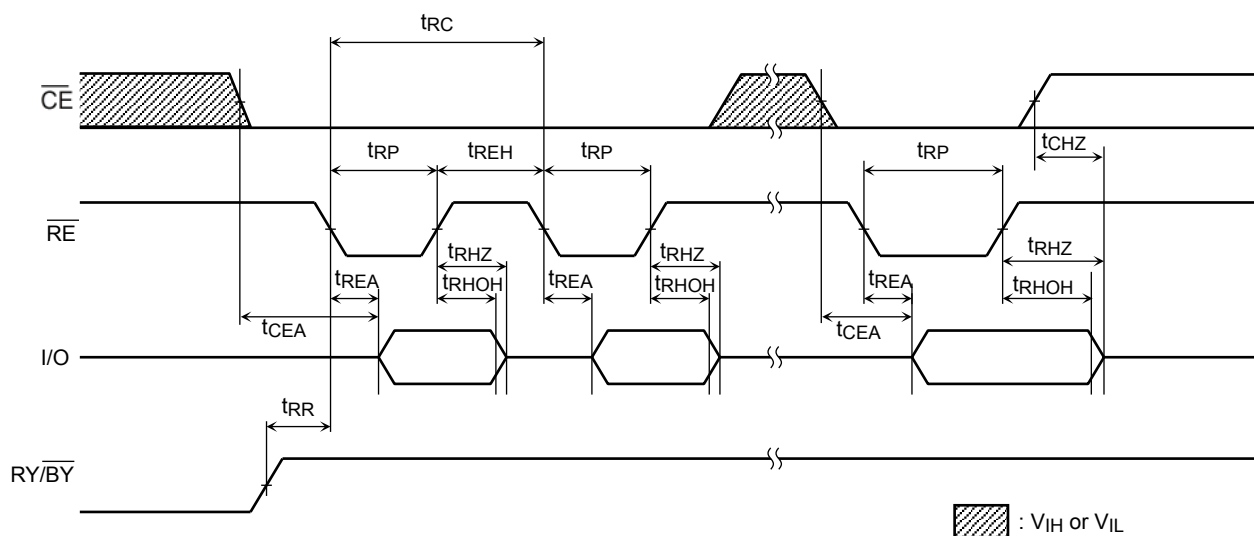 tRC
CE
tRP tREH tRP tRP tCHZ
RE
tRHZ tRHZ tRHZ
tREA tRHOH tREA tRHOH tREA tRHOH
tCEA tCEA
I/O
tRR
RY/BY
: VIH or VIL